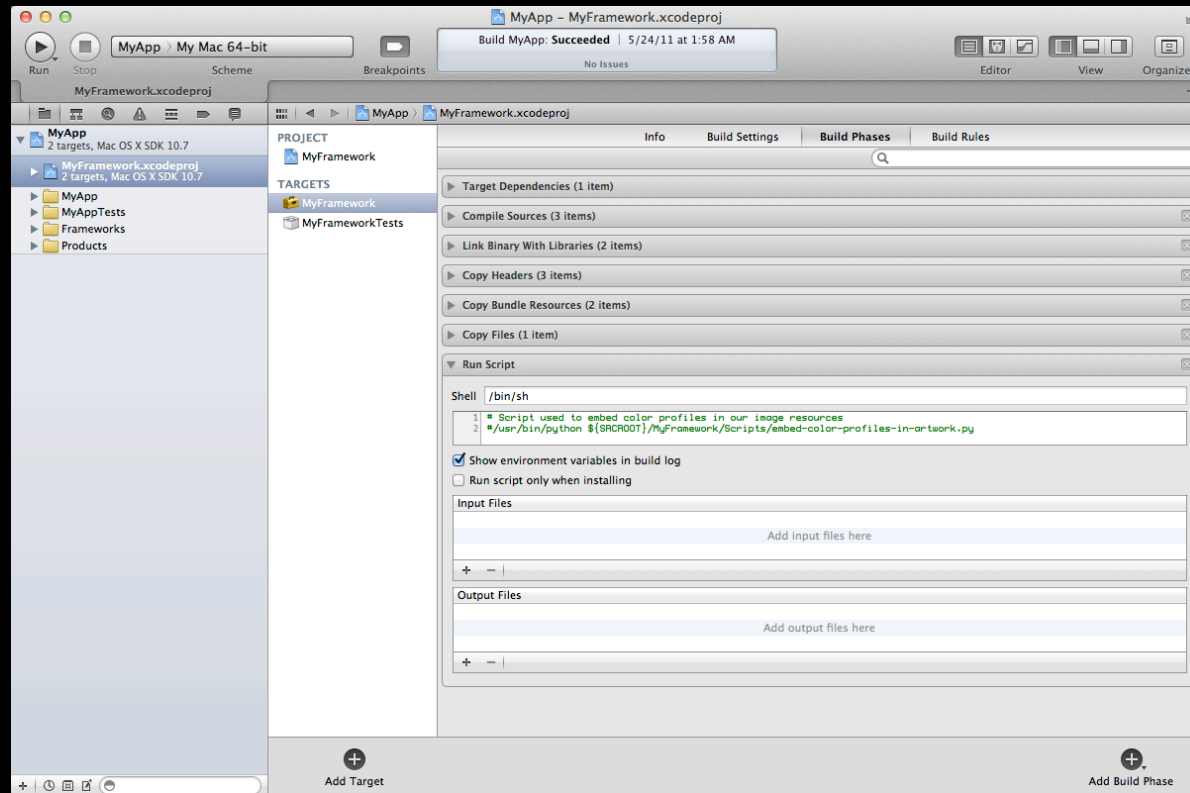 MyApp – MyFramework.xcodeproj
MyApp › My Mac 64-bit
Build MyApp: Succeeded | 5/24/11 at 1:58 AM
No Issues
Run
Stop
Scheme
Breakpoints
Editor
View
Organize
MyFramework.xcodeproj
MyApp › MyFramework.xcodeproj
MyApp
2 targets, Mac OS X SDK 10.7
MyFramework.xcodeproj
2 targets, Mac OS X SDK 10.7
MyApp
MyAppTests
Frameworks
Products
PROJECT
MyFramework
TARGETS
MyFramework
MyFrameworkTests
Info Build Settings Build Phases Build Rules
Target Dependencies (1 item)
Compile Sources (3 items)
Link Binary With Libraries (2 items)
Copy Headers (3 items)
Copy Bundle Resources (2 items)
Copy Files (1 item)
Run Script
Shell /bin/sh
1 # Script used to embed color profiles in our image resources
2 #/usr/bin/python ${SRCROOT}/MyFramework/Scripts/embed-color-profiles-in-artwork.py
Show environment variables in build log
Run script only when installing
Input Files
Add input files here
Output Files
Add output files here
Add Target
Add Build Phase